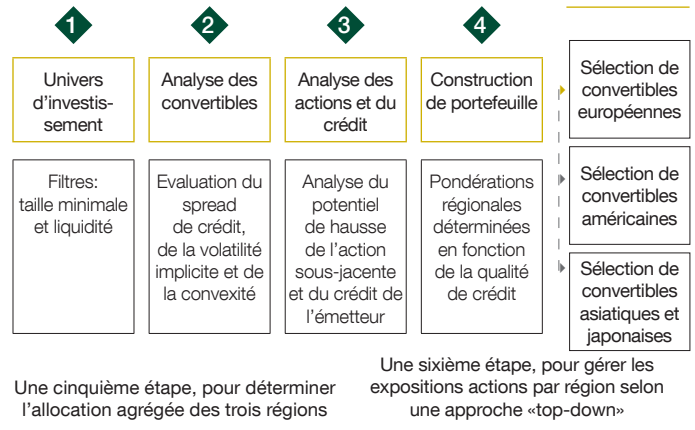 1
Univers
d’investis-
sement
Filtres:
taille minimale
et liquidité
2
Analyse des
convertibles
Evaluation du
spread
de crédit,
de la volatilité
implicite et de
la convexité
3
Analyse des
actions et du
crédit
Analyse du
potentiel
de hausse
de l’action
sous-jacente
et du crédit de
l’émetteur
4
Construction
de portefeuille
Pondérations
régionales
déterminées
en fonction
de la qualité
de crédit
Sélection de
convertibles
européennes
Sélection de
convertibles
américaines
Sélection de
convertibles
asiatiques et
japonaises
Une cinquième étape, pour déterminer
l’allocation agrégée des trois régions
Une sixième étape, pour gérer les
expositions actions par région selon
une approche «top-down»